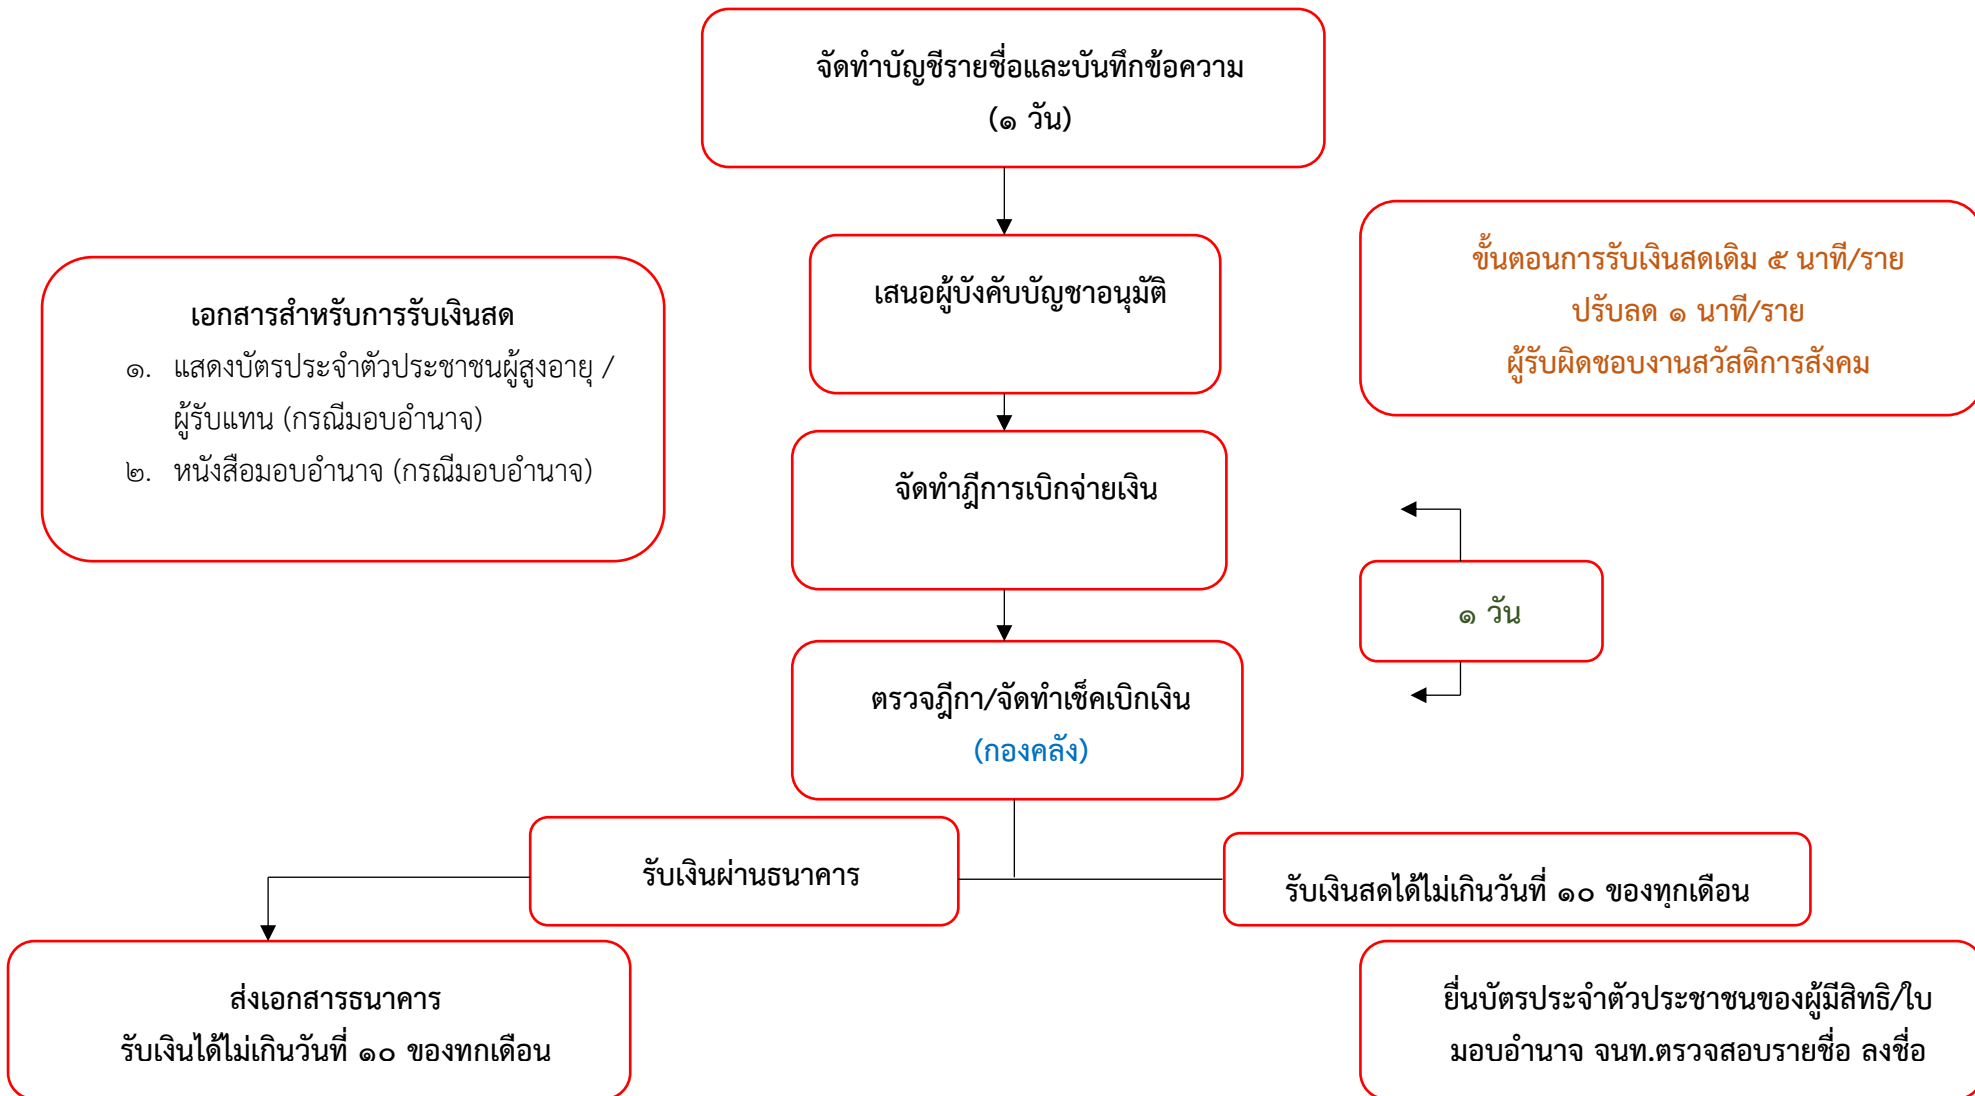 จัดทำบัญชีรายชื่อและบันทึกข้อความ
(๑ วัน)
เสนอผู้บังคับบัญชาอนุมัติ
ขั้นตอนการรับเงินสดเดิม ๕ นาที/ราย
ปรับลด ๑ นาที/ราย
ผู้รับผิดชอบงานสวัสดิการสังคม
เอกสารสำหรับการรับเงินสด
๑. แสดงบัตรประจำตัวประชาชนผู้สูงอายุ /
ผู้รับแทน (กรณีมอบอำนาจ)
๒. หนังสือมอบอำนาจ (กรณีมอบอำนาจ)
จัดทำฎีการเบิกจ่ายเงิน
๑ วัน
ตรวจฎีกา/จัดทำเช็คเบิกเงิน
(กองคลัง)
รับเงินผ่านธนาคาร
รับเงินสดได้ไม่เกินวันที่ ๑๐ ของทุกเดือน
ส่งเอกสารธนาคาร
รับเงินได้ไม่เกินวันที่ ๑๐ ของทุกเดือน
ยื่นบัตรประจำตัวประชาชนของผู้มีสิทธิ/ใบ
มอบอำนาจ จนท.ตรวจสอบรายชื่อ ลงชื่อ